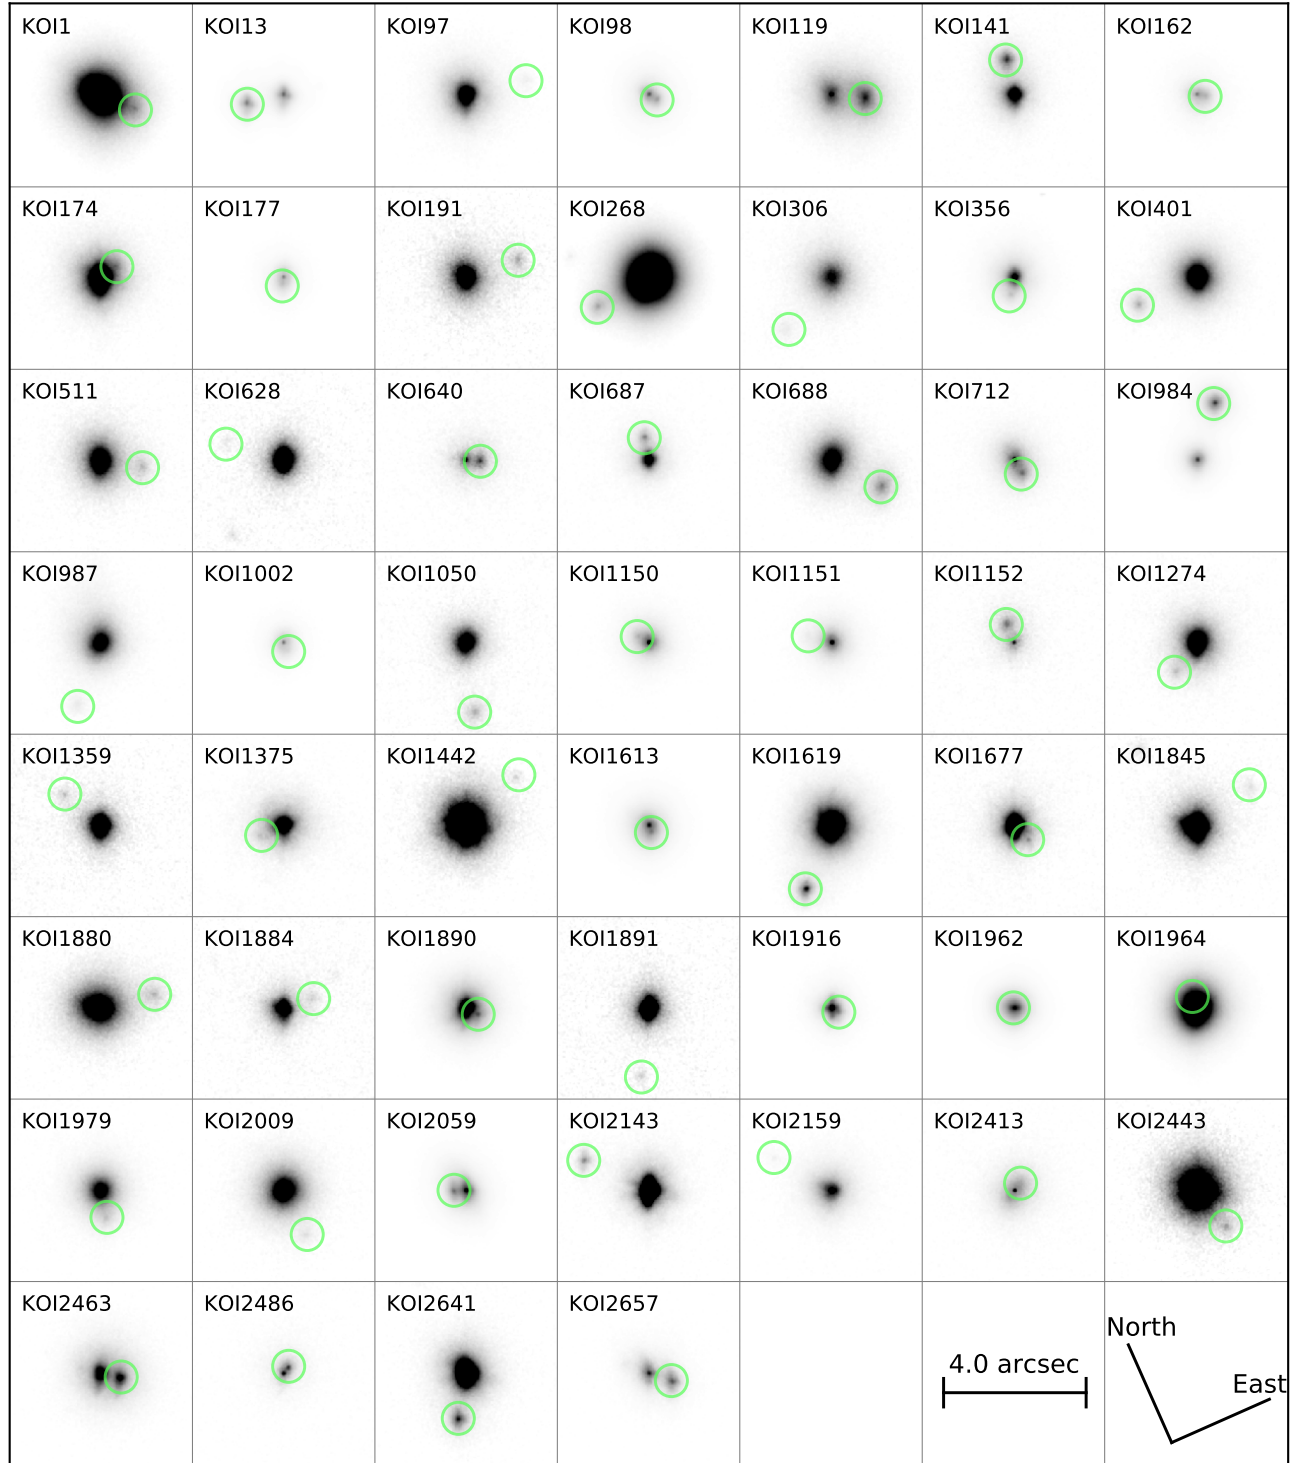 KOI1 KOI13 KOI97 KOI98 KOI119 KOI141 KOI162
KOI174 KOI177 KOI191 KOI268 KOI306 KOI356 KOI401
KOI511 KOI628 KOI640 KOI687 KOI688 KOI712 KOI984
KOI987 KOI1002 KOI1050 KOI1150 KOI1151 KOI1152 KOI1274
KOI1359 KOI1375 KOI1442 KOI1613 KOI1619 KOI1677 KOI1845
KOI1880 KOI1884 KOI1890 KOI1891 KOI1916 KOI1962 KOI1964
KOI1979 KOI2009 KOI2059 KOI2143 KOI2159 KOI2413 KOI2443
KOI2463 KOI2486 KOI2641 KOI2657
North
4.0 arcsec
East